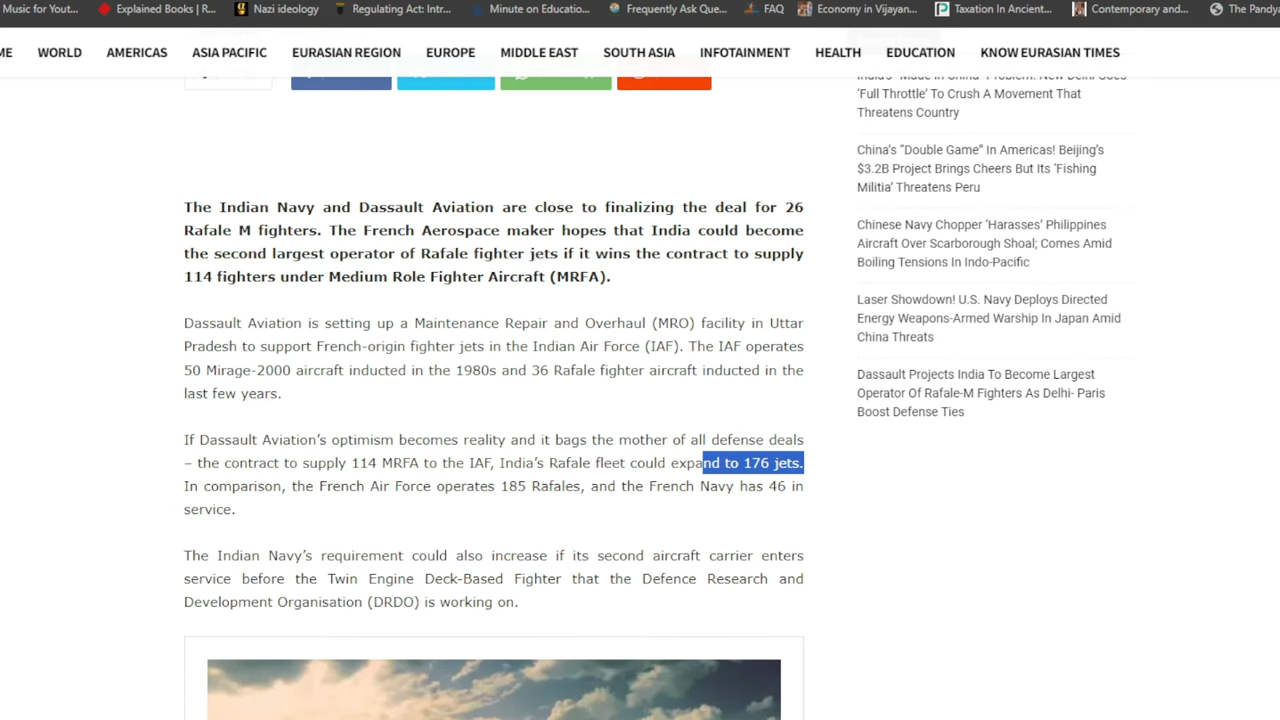 Music for Yout...
Explained Books | R...
Nazi ideology
Regulating Act: Intr...
Minute on Educatio...
Frequently Ask Que...
FAQ
Economy in Vijayan...
Taxation In Ancient...
Contemporary and...
The Pandya
ME
WORLD
AMERICAS
ASIA PACIFIC
EURASIAN REGION
EUROPE
MIDDLE EAST
SOUTH ASIA
INFOTAINMENT
HEALTH
EDUCATION
KNOW EURASIAN TIMES
The Indian Navy and Dassault Aviation are close to finalizing the deal for 26
Rafale M fighters. The French Aerospace maker hopes that India could become
the second largest operator of Rafale fighter jets if it wins the contract to supply
114 fighters under Medium Role Fighter Aircraft (MRFA).
Dassault Aviation is setting up a Maintenance Repair and Overhaul (MRO) facility in Uttar
Pradesh to support French-origin fighter jets in the Indian Air Force (IAF). The IAF operates
50 Mirage-2000 aircraft inducted in the 1980s and 36 Rafale fighter aircraft inducted in the
last few years.
If Dassault Aviation's optimism becomes reality and it bags the mother of all defense deals
– the contract to supply 114 MRFA to the IAF, India's Rafale fleet could expand to 176 jets.
In comparison, the French Air Force operates 185 Rafales, and the French Navy has 46 in
service.
The Indian Navy's requirement could also increase if its second aircraft carrier enters
service before the Twin Engine Deck-Based Fighter that the Defence Research and
Development Organisation (DRDO) is working on.
India's "Made In China" Problem! New Delhi Goes
'Full Throttle' To Crush A Movement That
Threatens Country
China's "Double Game" In Americas! Beijing's
$3.2B Project Brings Cheers But Its 'Fishing
Militia' Threatens Peru
Chinese Navy Chopper 'Harasses' Philippines
Aircraft Over Scarborough Shoal; Comes Amid
Boiling Tensions In Indo-Pacific
Laser Showdown! U.S. Navy Deploys Directed
Energy Weapons-Armed Warship In Japan Amid
China Threats
Dassault Projects India To Become Largest
Operator Of Rafale-M Fighters As Delhi- Paris
Boost Defense Ties